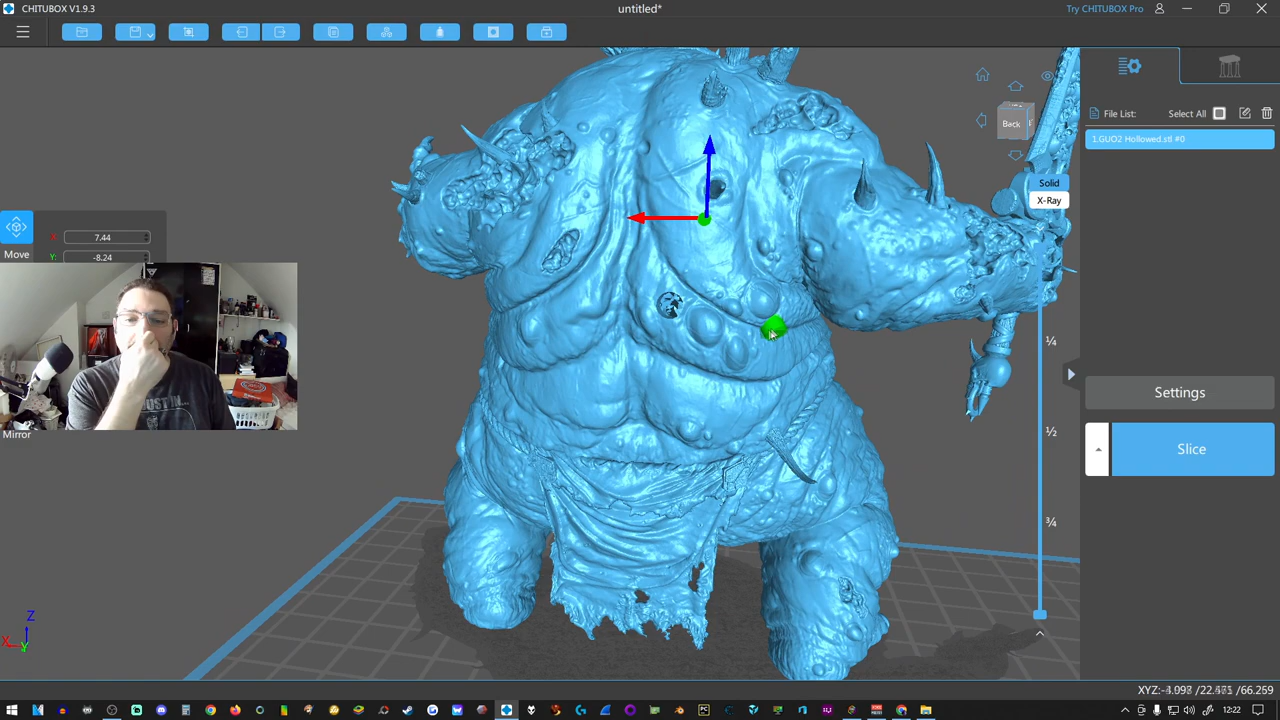 CHITUBOX V1.9.3
untitled*
Try CHITUBOX Pro
File List:
Select All
1.GUO2 Hollowed.stl #0
Back
Solid
X-Ray
Move
X:
7.44
Y:
-8.24
Mirror
1/4
1/2
3/4
Settings
Slice
Z
X
Y
12:22